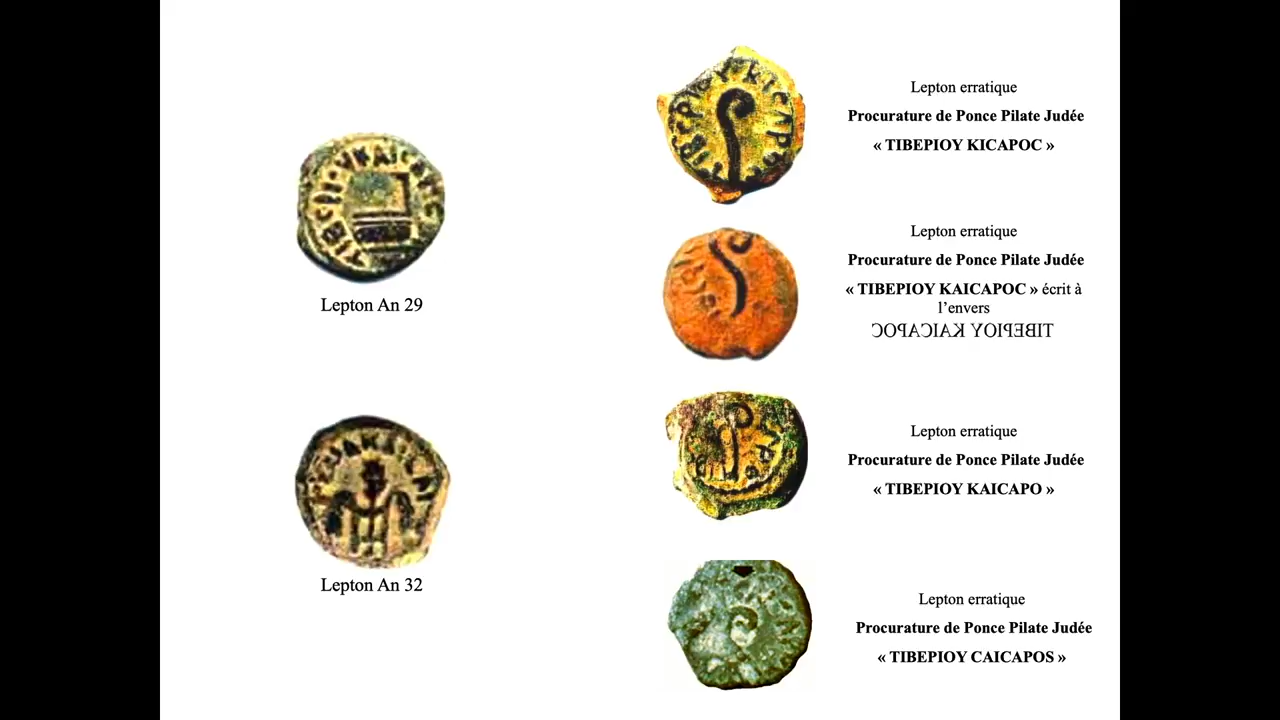 Lepton An 29
Lepton An 32
Lepton erratique
Procurature de Ponce Pilate Judée
« TIBEPIOY KICAPOC »
Lepton erratique
Procurature de Ponce Pilate Judée
« TIBEPIOY KAICAPOC » écrit à
l’envers
TIBEPIOY KAICAPOC
Lepton erratique
Procurature de Ponce Pilate Judée
« TIBEPIOY KAICAPO »
Lepton erratique
Procurature de Ponce Pilate Judée
« TIBEPIOY CAICAPOS »